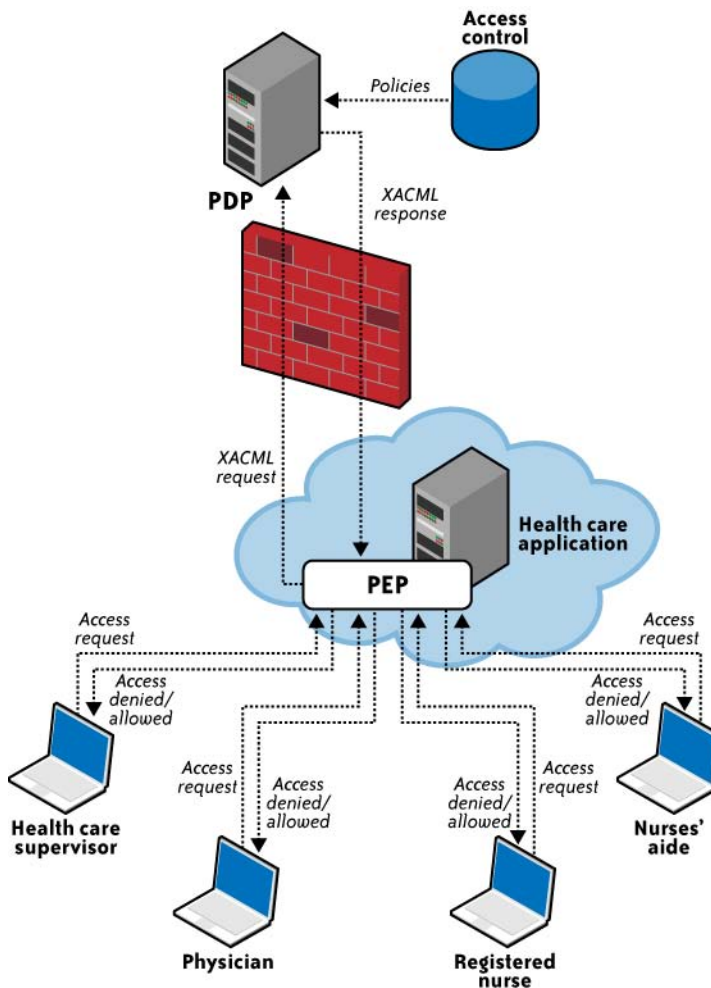 Access
control
Policies
PDP
XACML
response
XACML
request
Health care
application
PEP
Access
request
Access
denied/
allowed
Access
request
Access
denied/
allowed
Access
request
Access
denied/
allowed
Access
denied/
allowed
Access
request
Health care
supervisor
Nurses'
aide
Physician
Registered
nurse